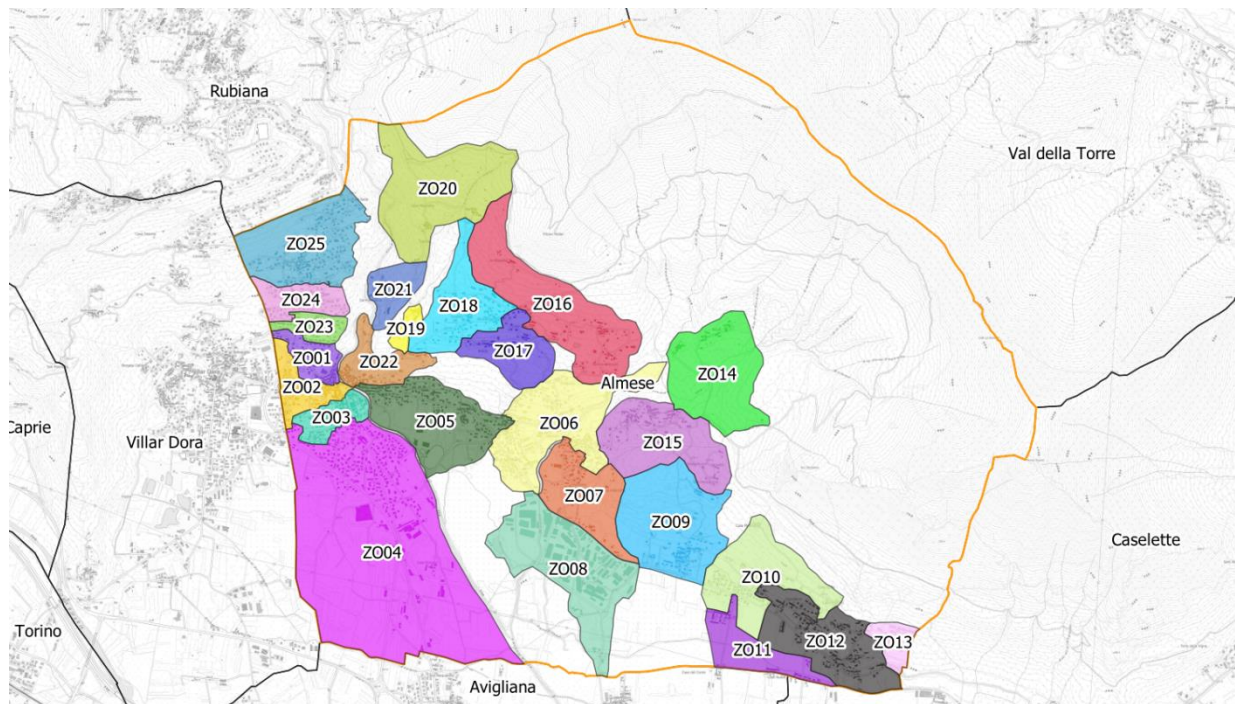 Rubiana
Val della Torre
ZO20
ZO25
ZO21
ZO24
ZO16
ZO18
ZO19
ZO23
ZO17
ZO01
ZO22
ZO14
Almese
ZO02
ZO03
ZO05
ZO06
Caprie
Villar Dora
ZO15
ZO07
ZO09
Caselette
ZO04
ZO08
ZO10
Torino
ZO12
ZO13
ZO11
Avigliana